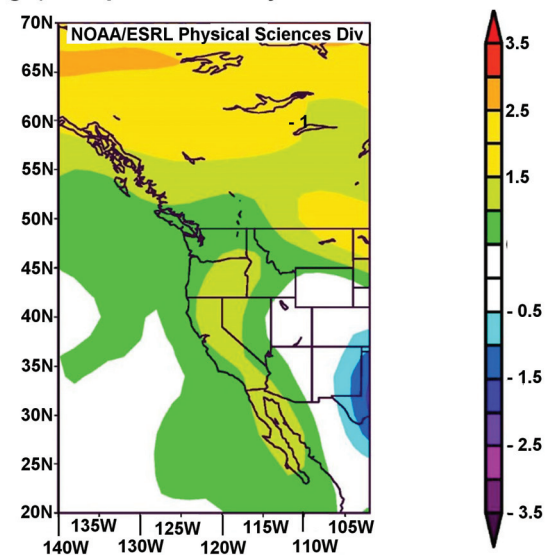 NOAA/ESRL Physical Sciences Div
70N
65N
60N
55N
50N
45N
40N
35N
30N
25N
20N
- 1
135W 125W 115W 105W
140W 130W 120W 110W
3.5
2.5
1.5
- 0.5
- 1.5
- 2.5
- 3.5